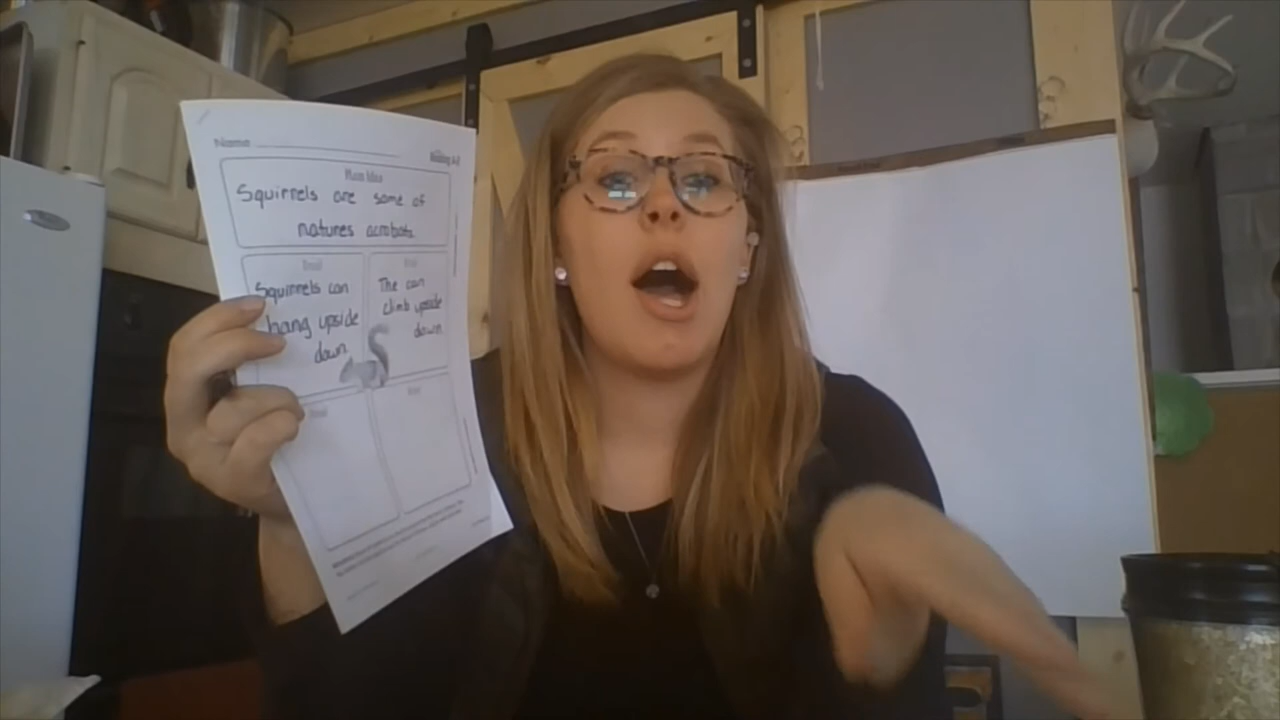 Name
Reading A-Z
Main Idea
Squirrels are some of
natures acrobats.
Detail
Detail
Squirrels can
hang upside
down.
The can
climb upside
down.
Detail
Detail